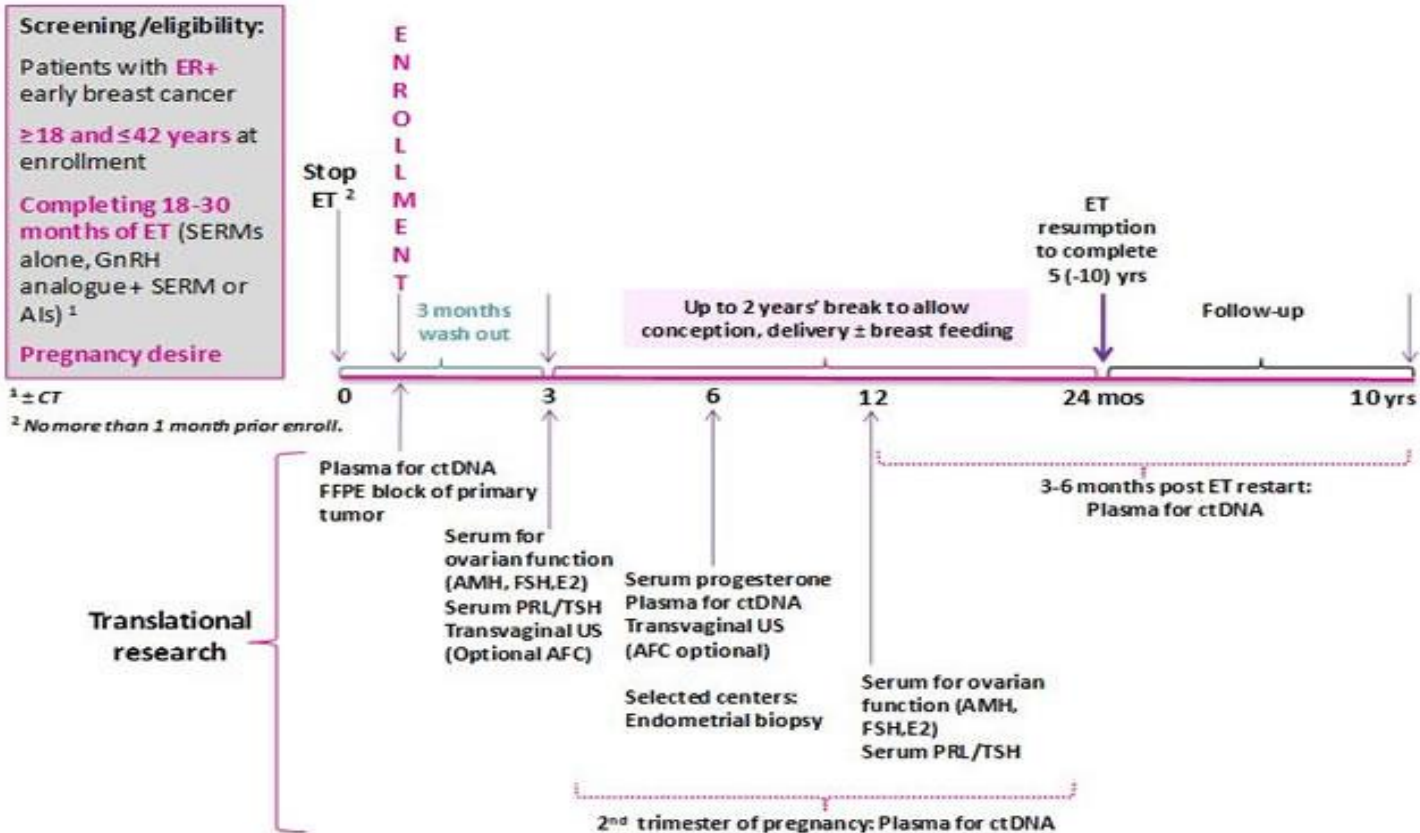 Screening/eligibility:
Patients with ER+
early breast cancer
≥18 and ≤42 years at
enrollment
Completing 18-30
months of ET (SERMs
alone, GnRH
analogue + SERM or
AIs) ¹
Pregnancy desire
¹ ± CT
² No more than 1 month prior enroll.
Stop
ET ²
E
N
R
O
L
L
M
E
N
T
3 months
wash out
Up to 2 years' break to allow
conception, delivery ± breast feeding
ET
resumption
to complete
5 (-10) yrs
Follow-up
0 3 6 12 24 mos 10 yrs
Translational
research
Plasma for ctDNA
FFPE block of primary
tumor
Serum for
ovarian function
(AMH, FSH,E2)
Serum PRL/TSH
Transvaginal US
(Optional AFC)
Serum progesterone
Plasma for ctDNA
Transvaginal US
(AFC optional)
Selected centers:
Endometrial biopsy
Serum for ovarian
function (AMH,
FSH,E2)
Serum PRL/TSH
3-6 months post ET restart:
Plasma for ctDNA
2nd trimester of pregnancy: Plasma for ctDNA